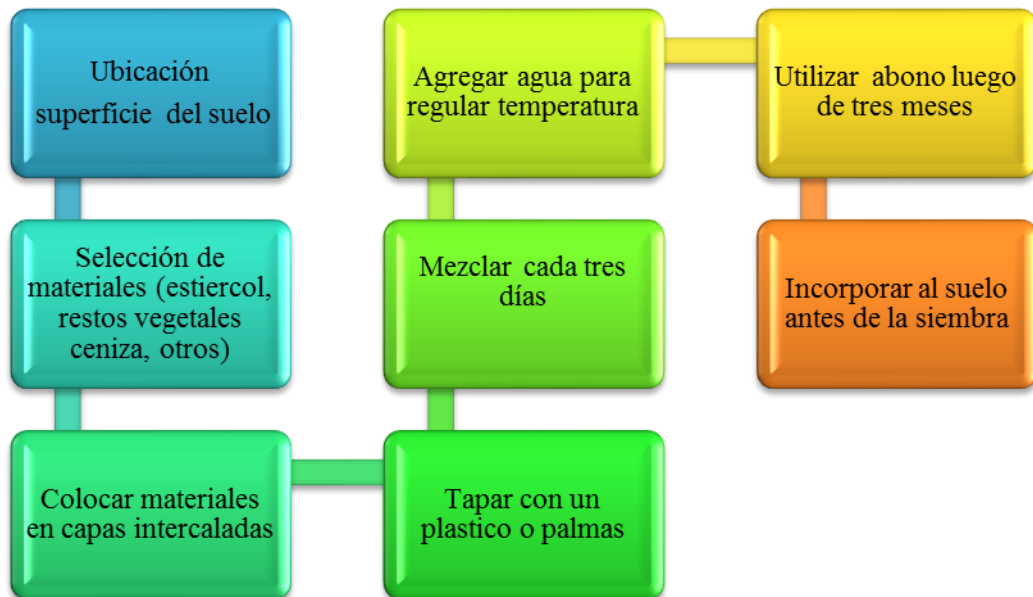 Ubicación
superficie del suelo
Selección de
materiales (estiercol,
restos vegetales
ceniza, otros)
Colocar materiales
en capas intercaladas
Tapar con un
plastico o palmas
Mezclar cada tres
días
Agregar agua para
regular temperatura
Utilizar abono luego
de tres meses
Incorporar al suelo
antes de la siembra